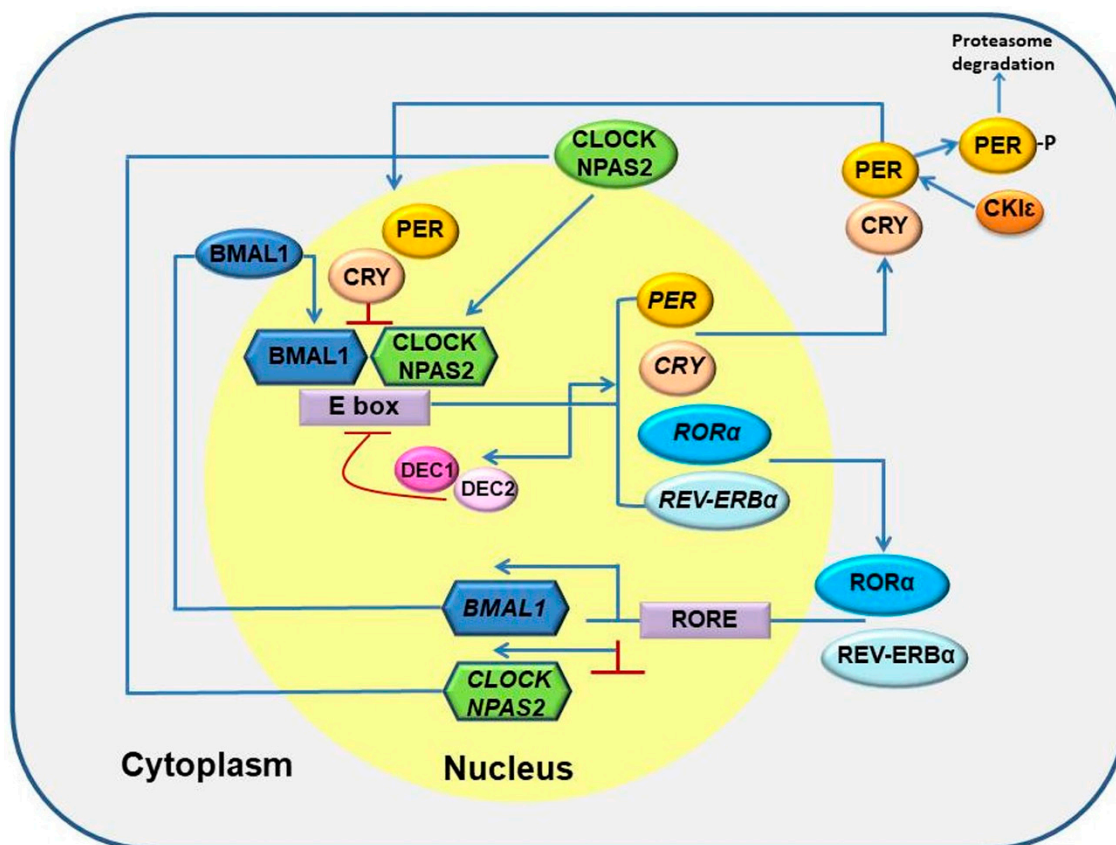 Proteasome
degradation
CLOCK
NPAS2
PER
PER
-P
CKIε
CRY
PER
BMAL1
CRY
PER
CRY
BMAL1
CLOCK
NPAS2
E box
RORα
DEC1
DEC2
REV-ERBα
RORα
BMAL1
RORE
REV-ERBα
CLOCK
NPAS2
Cytoplasm
Nucleus